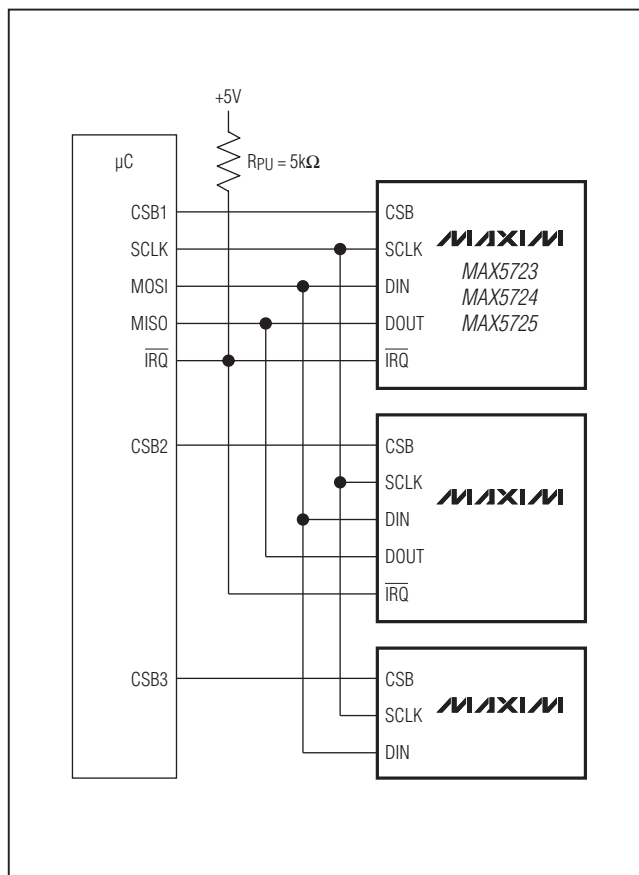 +5V
µC
RPU = 5kΩ
CSB1
SCLK
MOSI
MISO
IRQ
CSB2
CSB3
CSB
SCLK
DIN
DOUT
IRQ
MAXIM
MAX5723
MAX5724
MAX5725
CSB
SCLK
DIN
DOUT
IRQ
MAXIM
CSB
SCLK
DIN
MAXIM